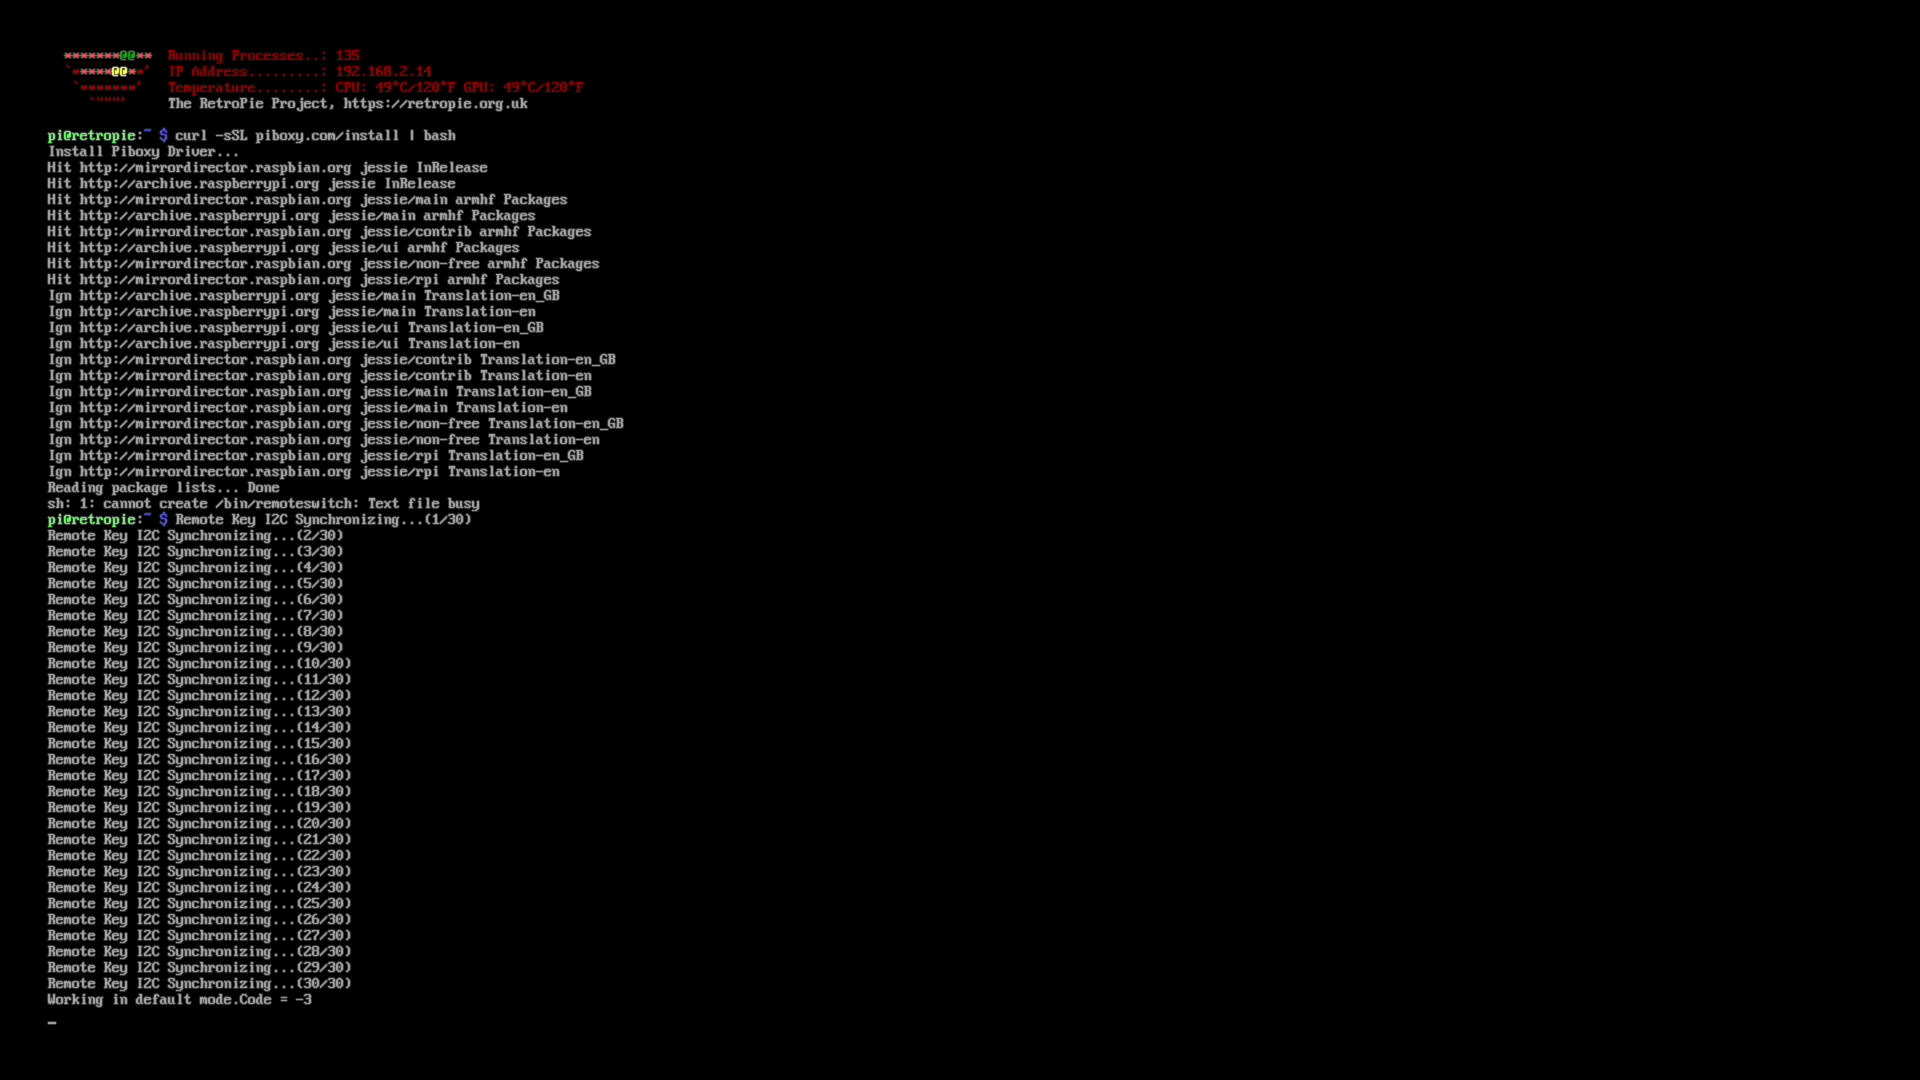 *******@@** Running Processes..: 135
`*****@@**' IP Address.........: 192.168.2.14
`*******' Temperature........: CPU: 49°C/120°F GPU: 49°C/120°F
`""""` The RetroPie Project, https://retropie.org.uk
pi@retropie:~ $ curl -sSL piboxy.com/install | bash
Install Piboxy Driver...
Hit http://mirrordirector.raspbian.org jessie InRelease
Hit http://archive.raspberrypi.org jessie InRelease
Hit http://mirrordirector.raspbian.org jessie/main armhf Packages
Hit http://archive.raspberrypi.org jessie/main armhf Packages
Hit http://mirrordirector.raspbian.org jessie/contrib armhf Packages
Hit http://archive.raspberrypi.org jessie/ui armhf Packages
Hit http://mirrordirector.raspbian.org jessie/non-free armhf Packages
Hit http://mirrordirector.raspbian.org jessie/rpi armhf Packages
Ign http://archive.raspberrypi.org jessie/main Translation-en_GB
Ign http://archive.raspberrypi.org jessie/main Translation-en
Ign http://archive.raspberrypi.org jessie/ui Translation-en_GB
Ign http://archive.raspberrypi.org jessie/ui Translation-en
Ign http://mirrordirector.raspbian.org jessie/contrib Translation-en_GB
Ign http://mirrordirector.raspbian.org jessie/contrib Translation-en
Ign http://mirrordirector.raspbian.org jessie/main Translation-en_GB
Ign http://mirrordirector.raspbian.org jessie/main Translation-en
Ign http://mirrordirector.raspbian.org jessie/non-free Translation-en_GB
Ign http://mirrordirector.raspbian.org jessie/non-free Translation-en
Ign http://mirrordirector.raspbian.org jessie/rpi Translation-en_GB
Ign http://mirrordirector.raspbian.org jessie/rpi Translation-en
Reading package lists... Done
sh: 1: cannot create /bin/remoteswitch: Text file busy
pi@retropie:~ $ Remote Key I2C Synchronizing...(1/30)
Remote Key I2C Synchronizing...(2/30)
Remote Key I2C Synchronizing...(3/30)
Remote Key I2C Synchronizing...(4/30)
Remote Key I2C Synchronizing...(5/30)
Remote Key I2C Synchronizing...(6/30)
Remote Key I2C Synchronizing...(7/30)
Remote Key I2C Synchronizing...(8/30)
Remote Key I2C Synchronizing...(9/30)
Remote Key I2C Synchronizing...(10/30)
Remote Key I2C Synchronizing...(11/30)
Remote Key I2C Synchronizing...(12/30)
Remote Key I2C Synchronizing...(13/30)
Remote Key I2C Synchronizing...(14/30)
Remote Key I2C Synchronizing...(15/30)
Remote Key I2C Synchronizing...(16/30)
Remote Key I2C Synchronizing...(17/30)
Remote Key I2C Synchronizing...(18/30)
Remote Key I2C Synchronizing...(19/30)
Remote Key I2C Synchronizing...(20/30)
Remote Key I2C Synchronizing...(21/30)
Remote Key I2C Synchronizing...(22/30)
Remote Key I2C Synchronizing...(23/30)
Remote Key I2C Synchronizing...(24/30)
Remote Key I2C Synchronizing...(25/30)
Remote Key I2C Synchronizing...(26/30)
Remote Key I2C Synchronizing...(27/30)
Remote Key I2C Synchronizing...(28/30)
Remote Key I2C Synchronizing...(29/30)
Remote Key I2C Synchronizing...(30/30)
Working in default mode.Code = -3